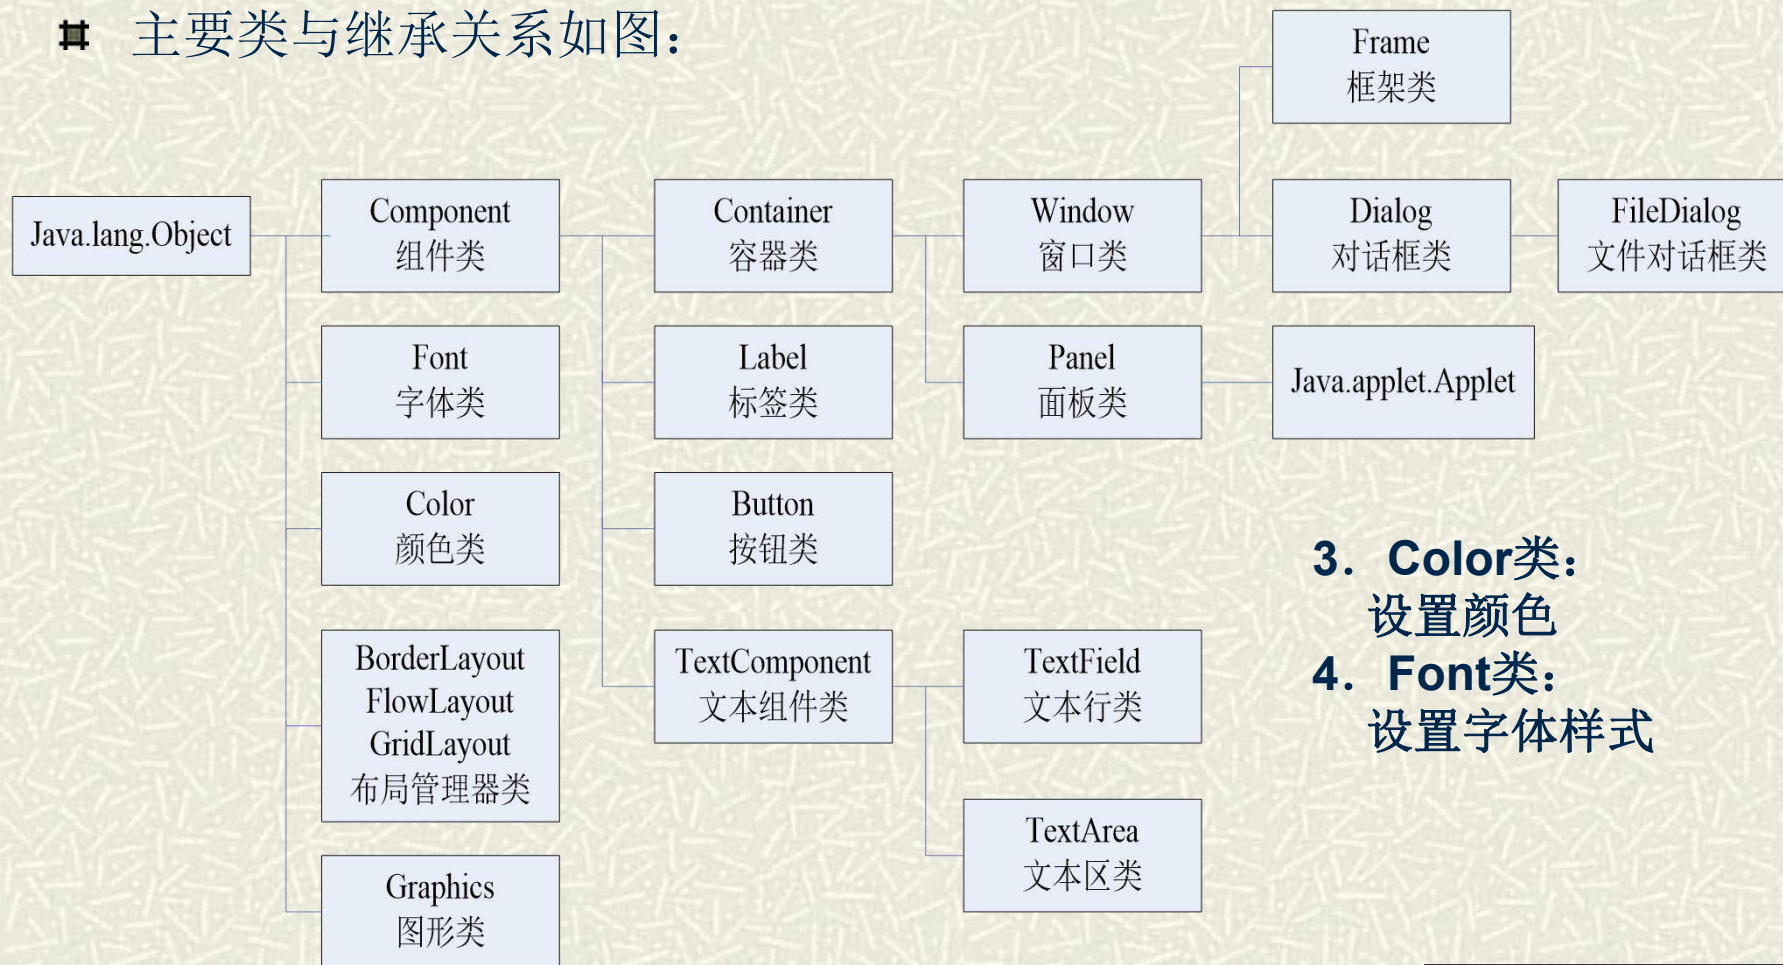 主要类与继承关系如图：
Frame
框架类
Java.lang.Object
Component
组件类
Container
容器类
Window
窗口类
Dialog
对话框类
FileDialog
文件对话框类
Font
字体类
Label
标签类
Panel
面板类
Java.applet.Applet
Color
颜色类
Button
按钮类
BorderLayout
FlowLayout
GridLayout
布局管理器类
TextComponent
文本组件类
TextField
文本行类
TextArea
文本区类
Graphics
图形类
3．Color类：
设置颜色
4．Font类：
设置字体样式